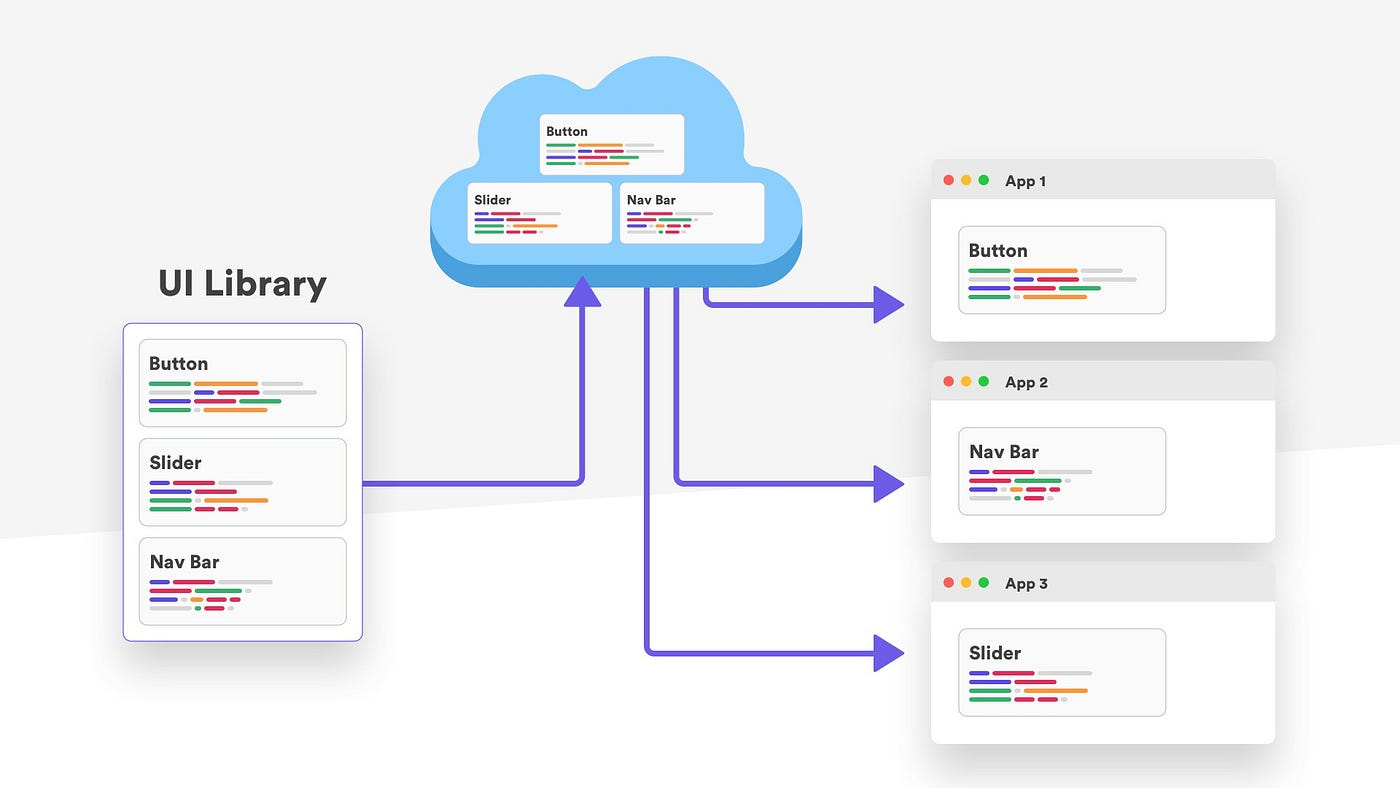 Button
Slider
Nav Bar
UI Library
Button
Slider
Nav Bar
App 1
Button
App 2
Nav Bar
App 3
Slider